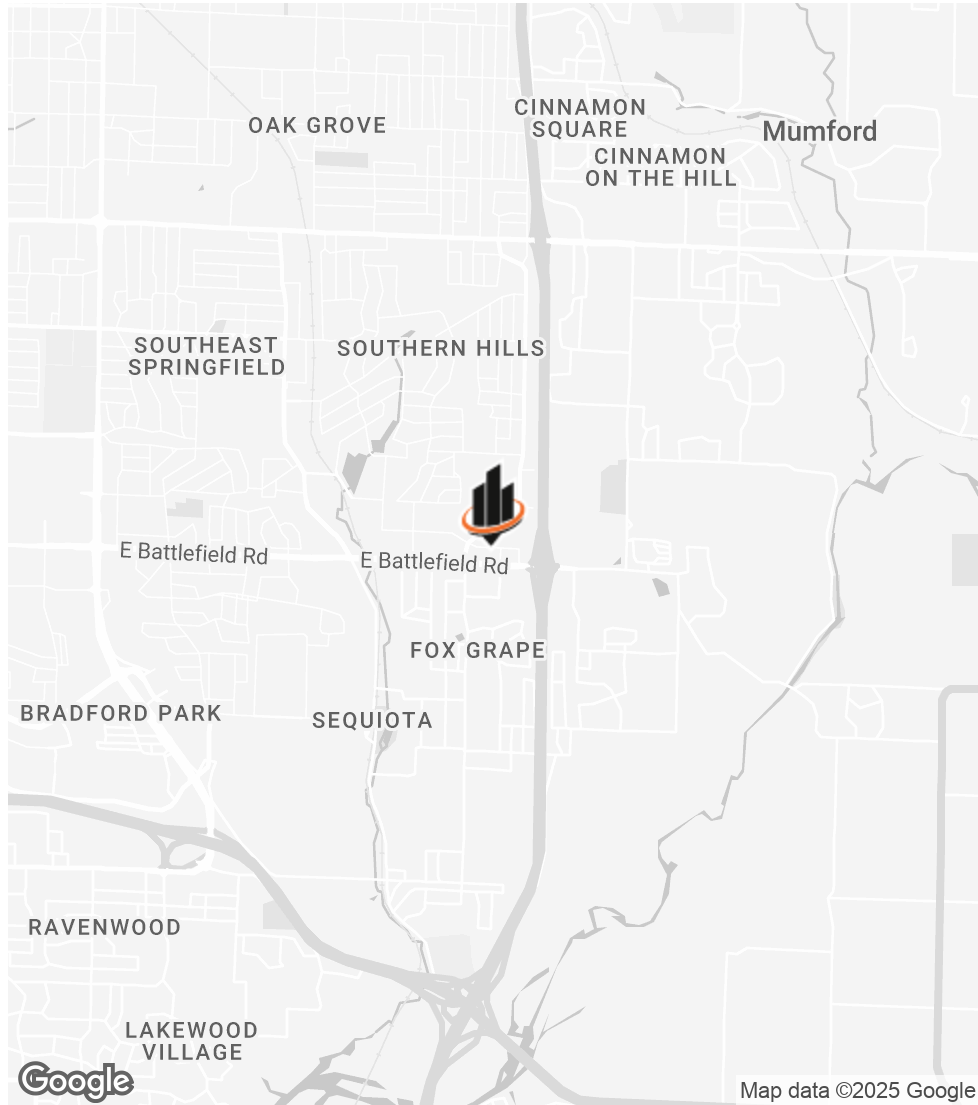 OAK GROVE
CINNAMON
SQUARE
Mumford
CINNAMON
ON THE HILL
SOUTHEAST
SPRINGFIELD
SOUTHERN HILLS
E Battlefield Rd
E Battlefield Rd
FOX GRAPE
BRADFORD PARK
SEQUIOTA
RAVENWOOD
LAKEWOOD
VILLAGE
Google
Map data ©2025 Google